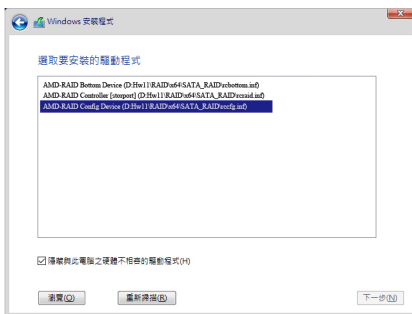 Windows 安裝程式
選取要安裝的驅動程式
AMD-RAID Bottom Device (D:\Hw11\RAID\x64\SATA_RAID\rcbottom.inf)
AMD-RAID Controller [storport] (D:\Hw11\RAID\x64\SATA_RAID\rcraid.inf)
AMD-RAID Config Device (D:\Hw11\RAID\x64\SATA_RAID\rccfg.inf)
隱藏與此電腦之硬體不相容的驅動程式(H)
瀏覽(O)
重新掃描(R)
下一步(N)